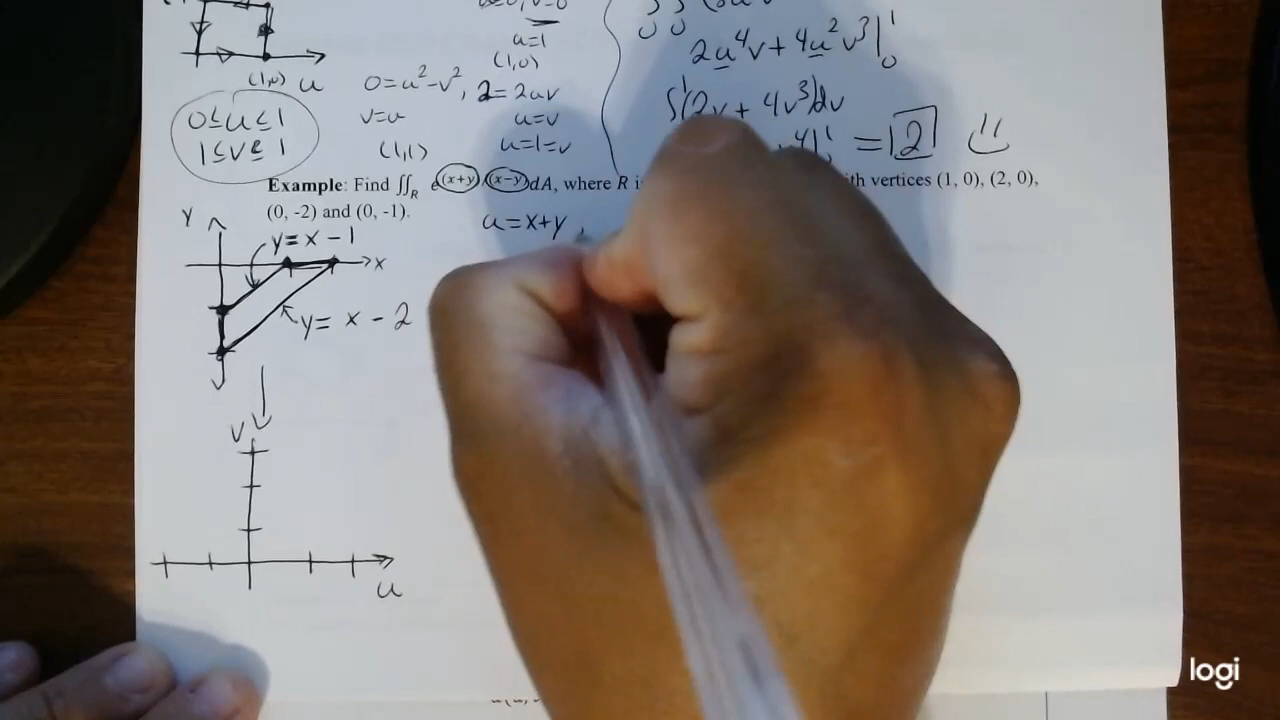 u=1
(1,0)
(1,0) u
0=u²-v², 2=2uv
v=u
u=v
(1,1)
u=1=v
0≤u≤1
1≤v≤1
2u⁴v+4u²v³|₀¹
∫(2v+4v³)dv
=2
Example: Find ∬R e(x+y)/(x-y)dA, where R is th vertices (1, 0), (2, 0),
(0, -2) and (0, -1).
u=x+y,
y
y=x-1
x
y=x-2
v
u
logi